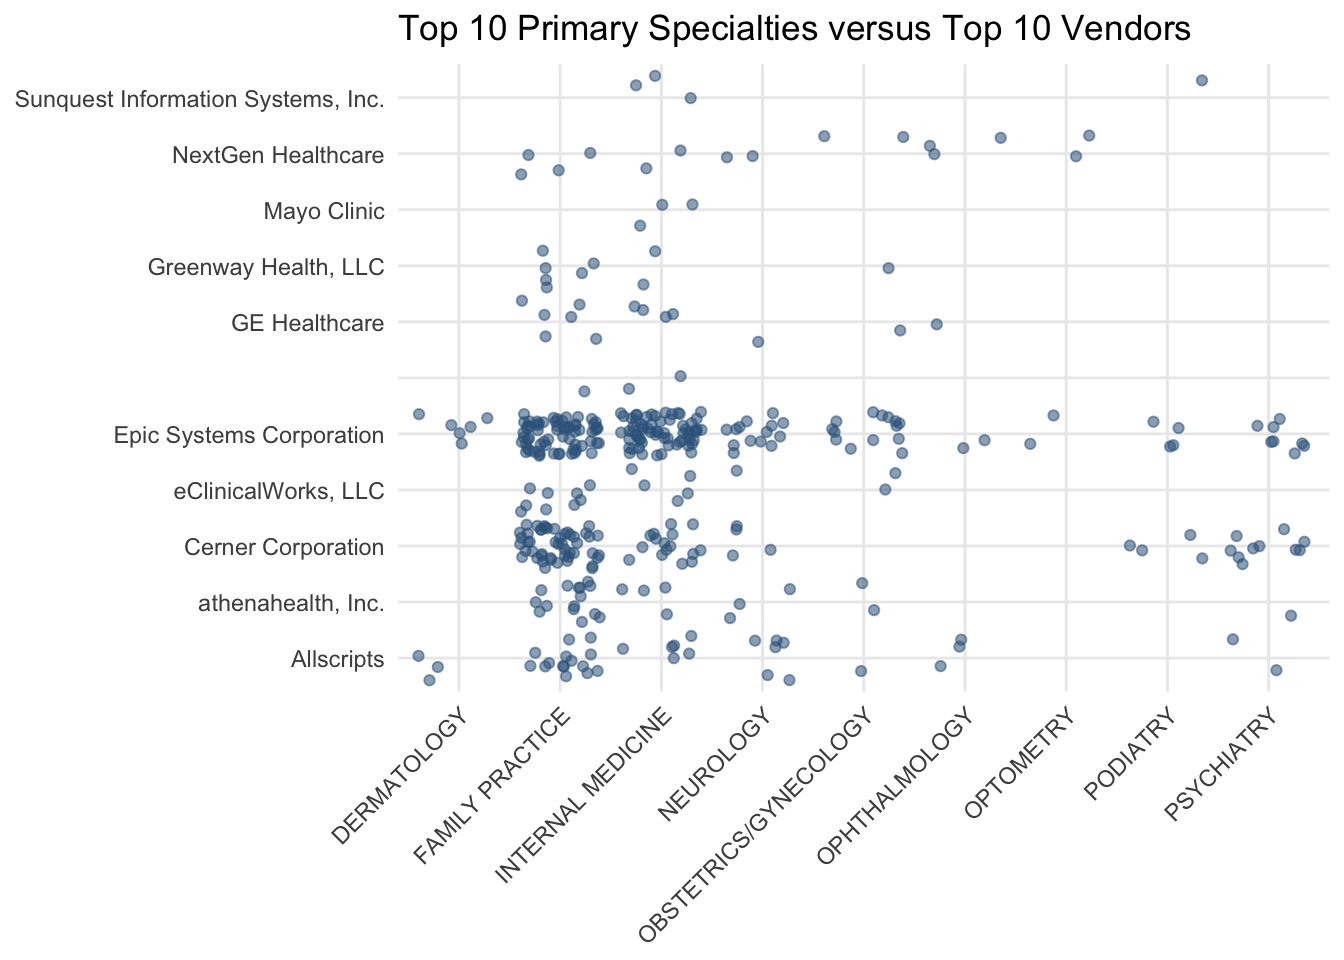 Top 10 Primary Specialties versus Top 10 Vendors
Sunquest Information Systems, Inc.
NextGen Healthcare
Mayo Clinic
Greenway Health, LLC
GE Healthcare
Epic Systems Corporation
eClinicalWorks, LLC
Cerner Corporation
athenahealth, Inc.
Allscripts
DERMATOLOGY
FAMILY PRACTICE
INTERNAL MEDICINE
NEUROLOGY
OBSTETRICS/GYNECOLOGY
OPHTHALMOLOGY
OPTOMETRY
PODIATRY
PSYCHIATRY